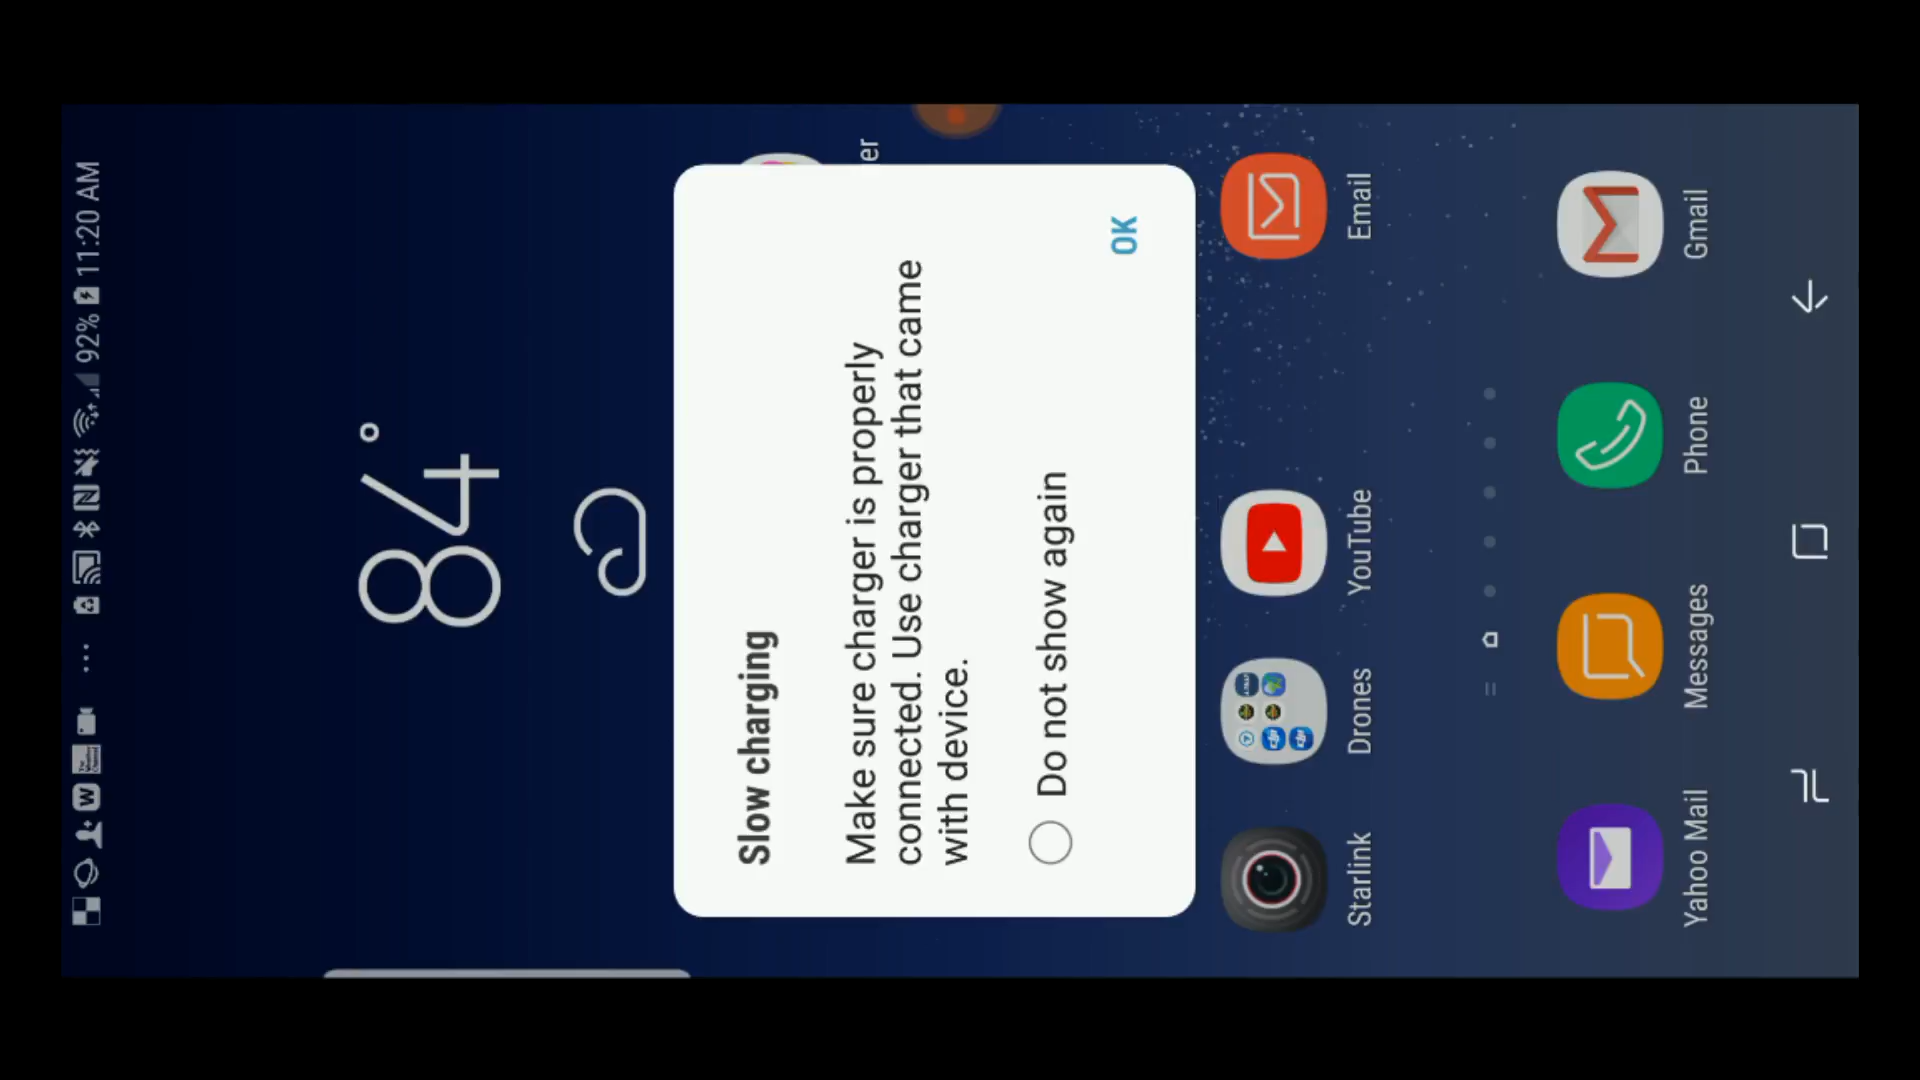 92% 11:20 AM
84°
er
Slow charging
Make sure charger is properly
connected. Use charger that came
with device.
Do not show again
OK
Starlink
Drones
YouTube
Email
Yahoo Mail
Messages
Phone
Gmail